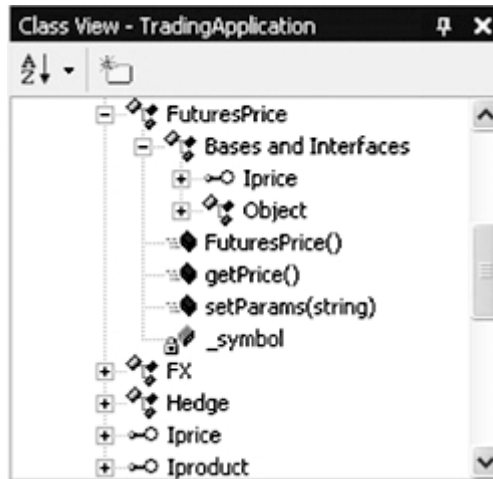 Class View - TradingApplication
FuturesPrice
Bases and Interfaces
Iprice
Object
FuturesPrice()
getPrice()
setParams(string)
_symbol
FX
Hedge
Iprice
Iproduct